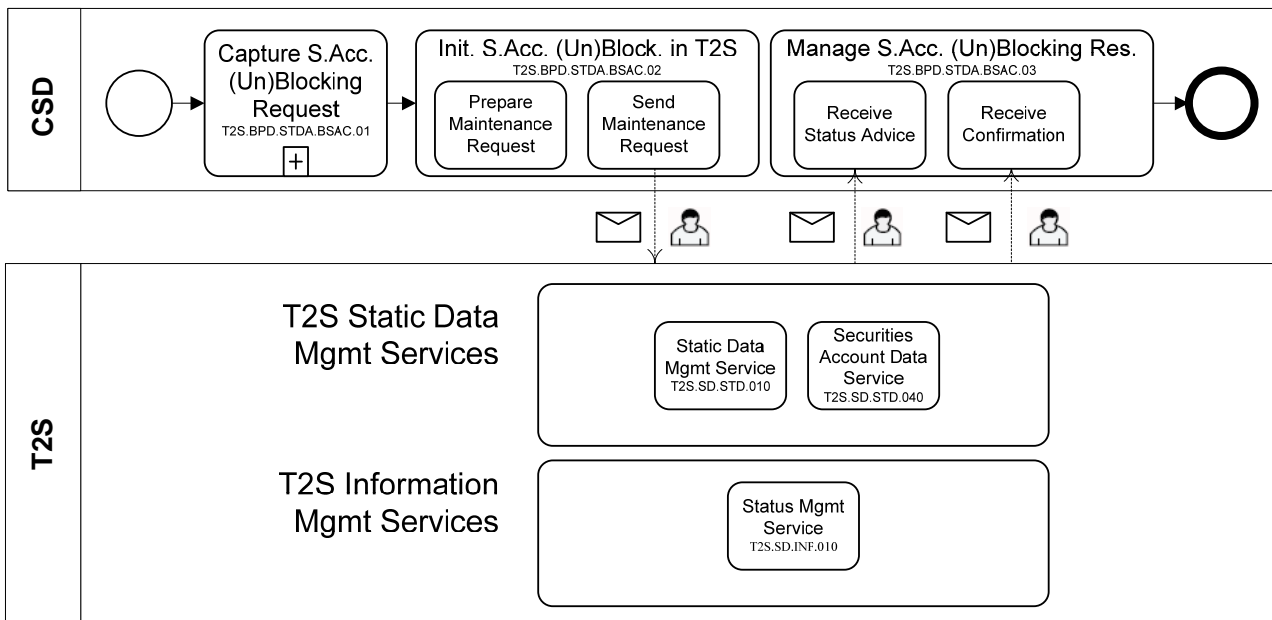 CSD
Capture S.Acc.
(Un)Blocking
Request
T2S.BPD.STDA.BSAC.01
+
Init. S.Acc. (Un)Block. in T2S
T2S.BPD.STDA.BSAC.02
Prepare
Maintenance
Request
Send
Maintenance
Request
Manage S.Acc. (Un)Blocking Res.
T2S.BPD.STDA.BSAC.03
Receive
Status Advice
Receive
Confirmation
T2S
T2S Static Data
Mgmt Services
Static Data
Mgmt Service
T2S.SD.STD.010
Securities
Account Data
Service
T2S.SD.STD.040
T2S Information
Mgmt Services
Status Mgmt
Service
T2S.SD.INF.010